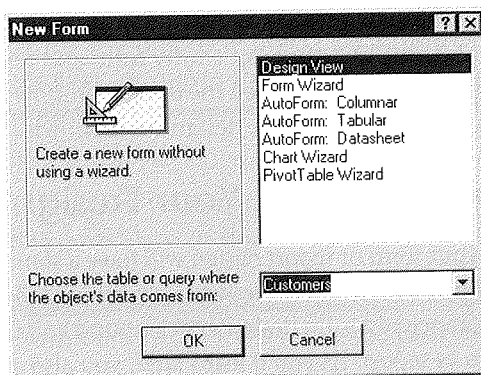 New Form
Design View
Form Wizard
AutoForm: Columnar
AutoForm: Tabular
AutoForm: Datasheet
Chart Wizard
PivotTable Wizard
Create a new form without
using a wizard.
Choose the table or query where
the object's data comes from:
Customers
OK
Cancel